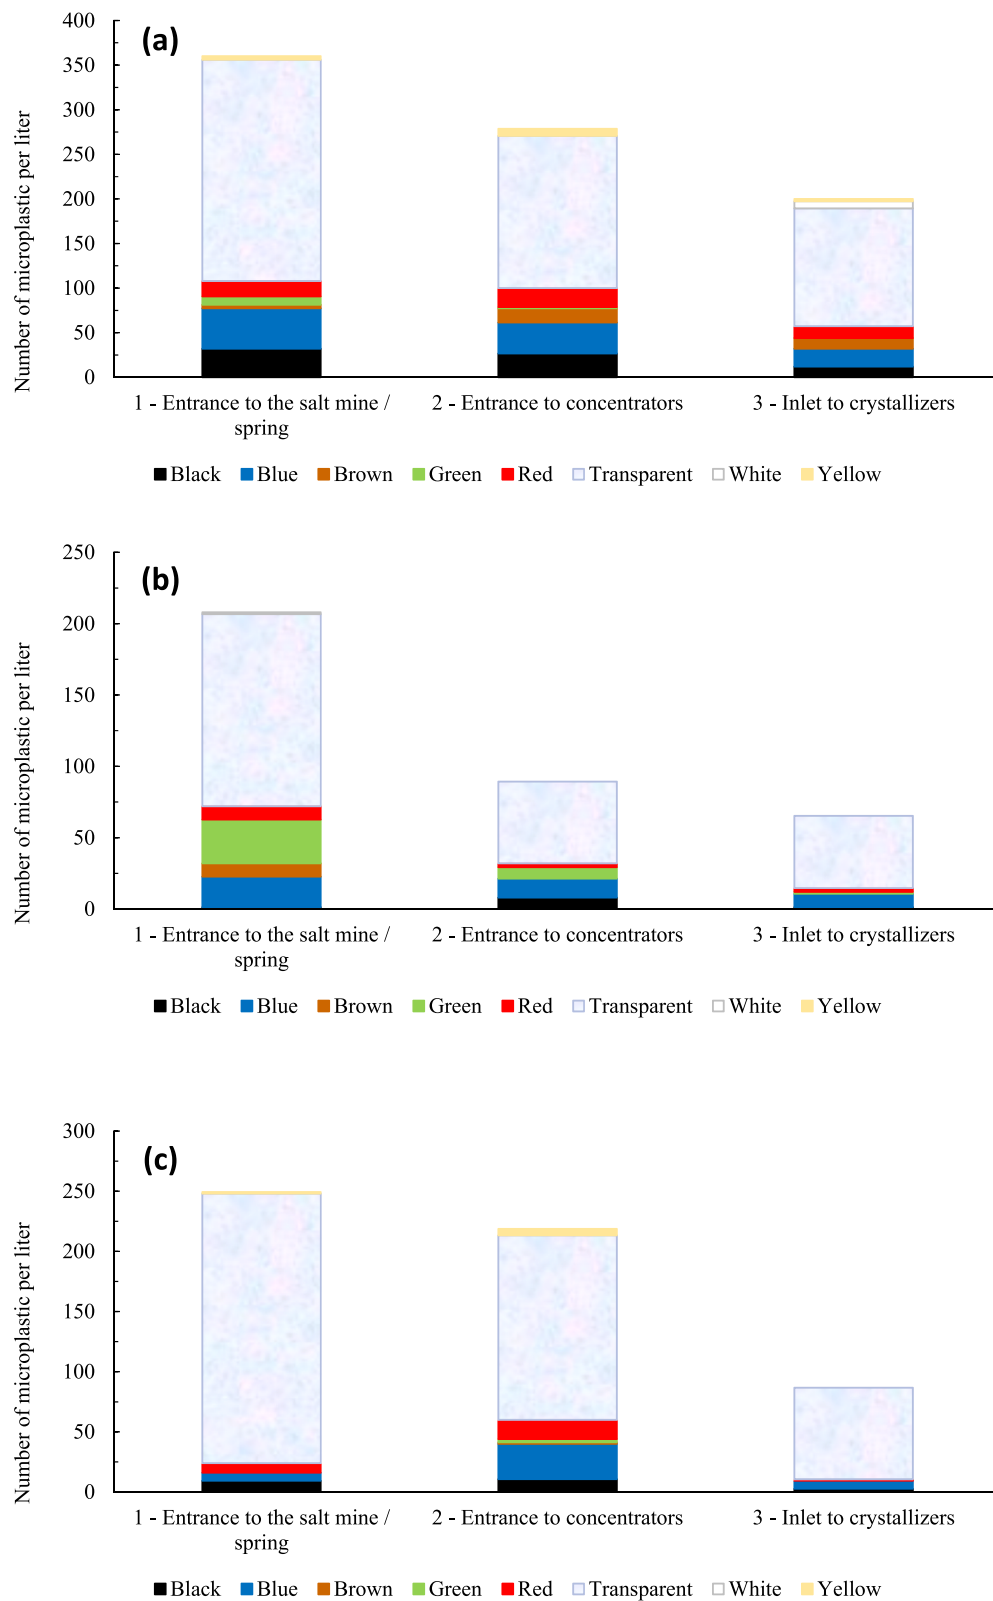 (a)
Number of microplastic per liter
400
350
300
250
200
150
100
50
0
1 - Entrance to the salt mine /
spring
2 - Entrance to concentrators
3 - Inlet to crystallizers
Black Blue Brown Green Red Transparent White Yellow
(b)
Number of microplastic per liter
250
200
150
100
50
0
1 - Entrance to the salt mine /
spring
2 - Entrance to concentrators
3 - Inlet to crystallizers
Black Blue Brown Green Red Transparent White Yellow
(c)
Number of microplastic per liter
300
250
200
150
100
50
0
1 - Entrance to the salt mine /
spring
2 - Entrance to concentrators
3 - Inlet to crystallizers
Black Blue Brown Green Red Transparent White Yellow